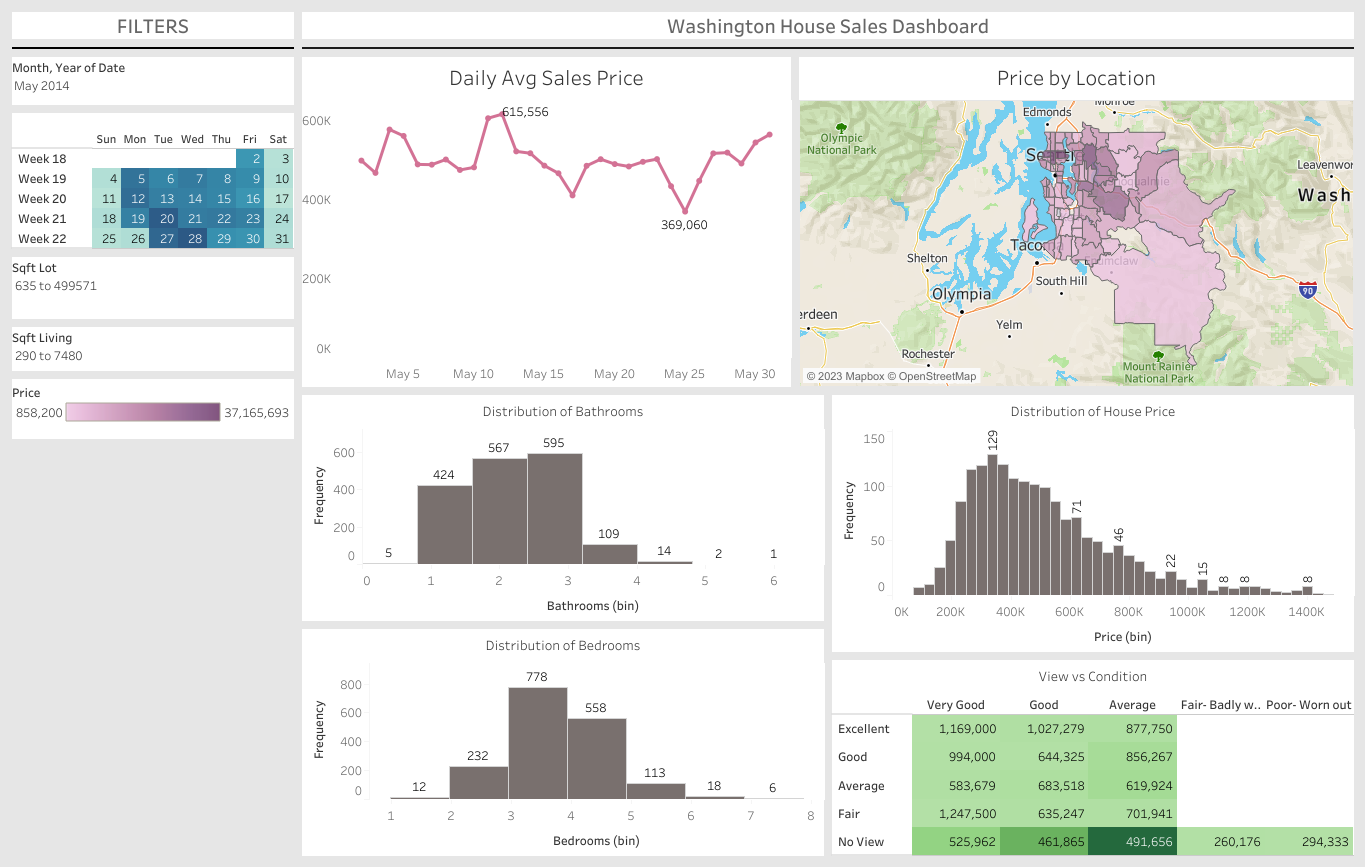 FILTERS
Washington House Sales Dashboard
Month, Year of Date
May 2014
Sun Mon Tue Wed Thu Fri Sat
Week 18 2 3
Week 19 4 5 6 7 8 9 10
Week 20 11 12 13 14 15 16 17
Week 21 18 19 20 21 22 23 24
Week 22 25 26 27 28 29 30 31
Sqft Lot
635 to 499571
Sqft Living
290 to 7480
Price
858,200 37,165,693
Daily Avg Sales Price
600K
400K
200K
0K
615,556
369,060
May 5 May 10 May 15 May 20 May 25 May 30
Price by Location
Monroe
Edmonds
Olympic
National Park
Leavenwor
Wash
Shelton
South Hill
Olympia
90
erdeen
Yelm
Rochester
Mount Rainier
National Park
© 2023 Mapbox © OpenStreetMap
Distribution of Bathrooms
Frequency
600
400
200
0
5 424 567 595 109 14 2 1
0 1 2 3 4 5 6
Bathrooms (bin)
Distribution of House Price
Frequency
150
100
50
0
129 71 46 22 15 8 8 8
0K 200K 400K 600K 800K 1000K 1200K 1400K
Price (bin)
Distribution of Bedrooms
Frequency
800
600
400
200
0
12 232 778 558 113 18 6
1 2 3 4 5 6 7 8
Bedrooms (bin)
View vs Condition
Very Good Good Average Fair- Badly w.. Poor- Worn out
Excellent 1,169,000 1,027,279 877,750
Good 994,000 644,325 856,267
Average 583,679 683,518 619,924
Fair 1,247,500 635,247 701,941
No View 525,962 461,865 491,656 260,176 294,333